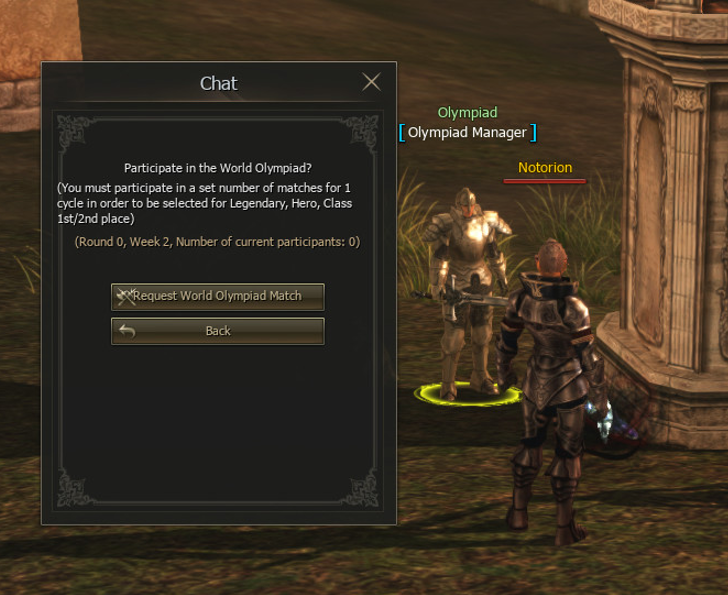 Chat
Olympiad
[ Olympiad Manager ]
Notorion
Participate in the World Olympiad?
(You must participate in a set number of matches for 1
cycle in order to be selected for Legendary, Hero, Class
1st/2nd place)
(Round 0, Week 2, Number of current participants: 0)
Request World Olympiad Match
Back